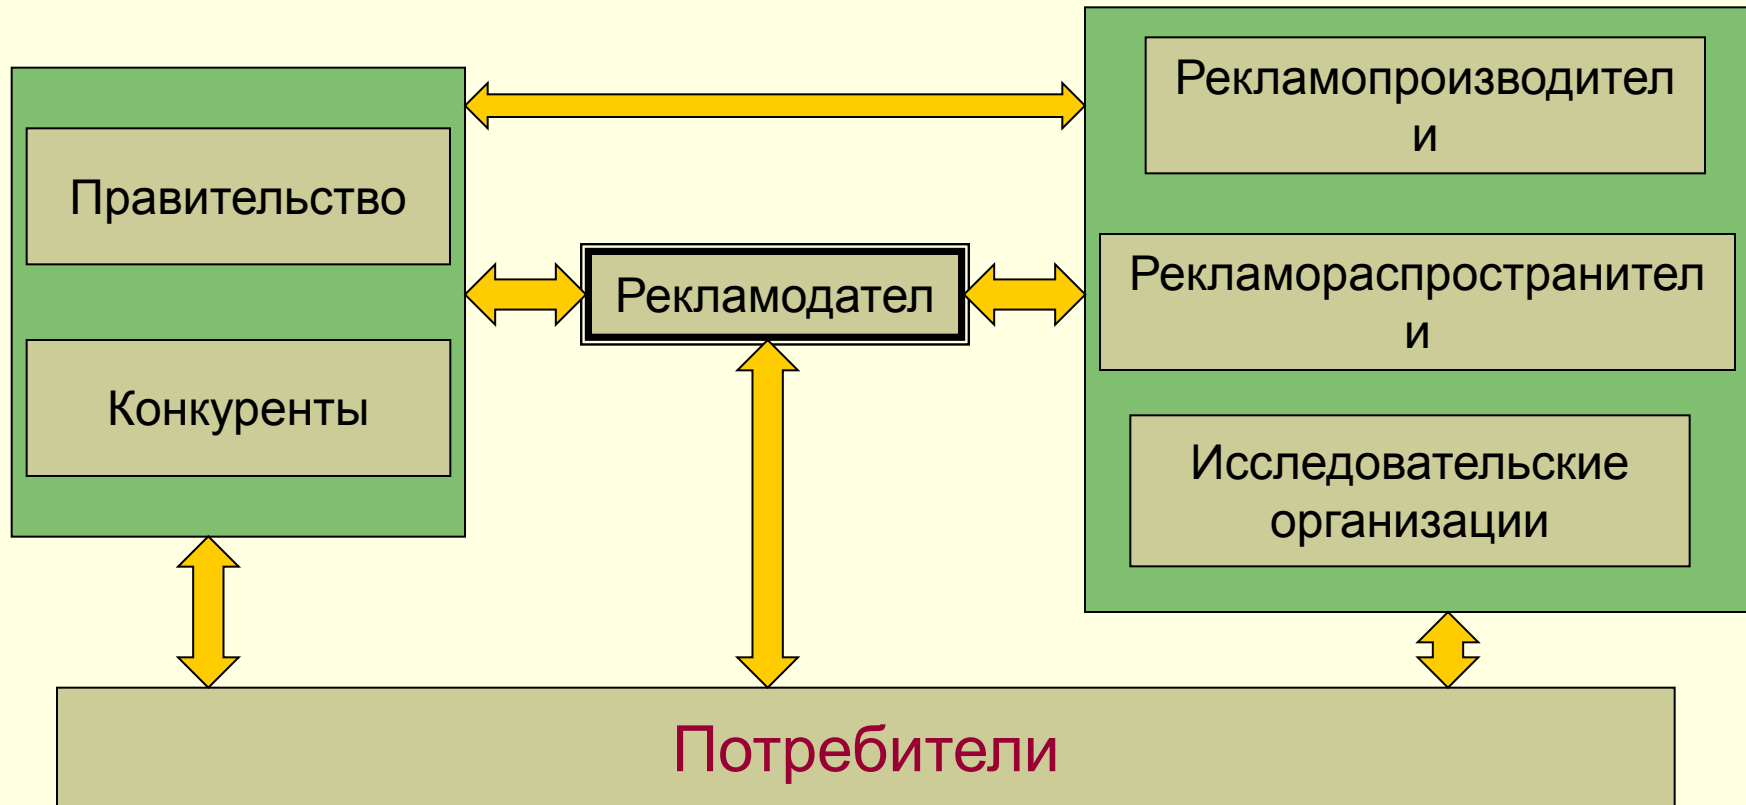 Правительство
Конкуренты
Рекламодател
Рекламопроизводител
и
Рекламораспространител
и
Исследовательские
организации
Потребители